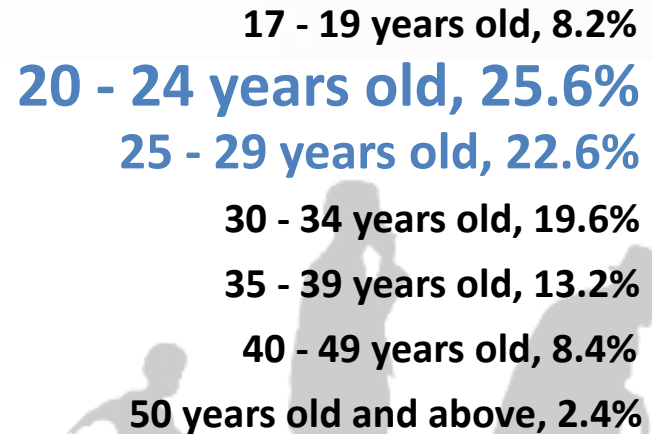 17 - 19 years old, 8.2%
20 - 24 years old, 25.6%
25 - 29 years old, 22.6%
30 - 34 years old, 19.6%
35 - 39 years old, 13.2%
40 - 49 years old, 8.4%
50 years old and above, 2.4%